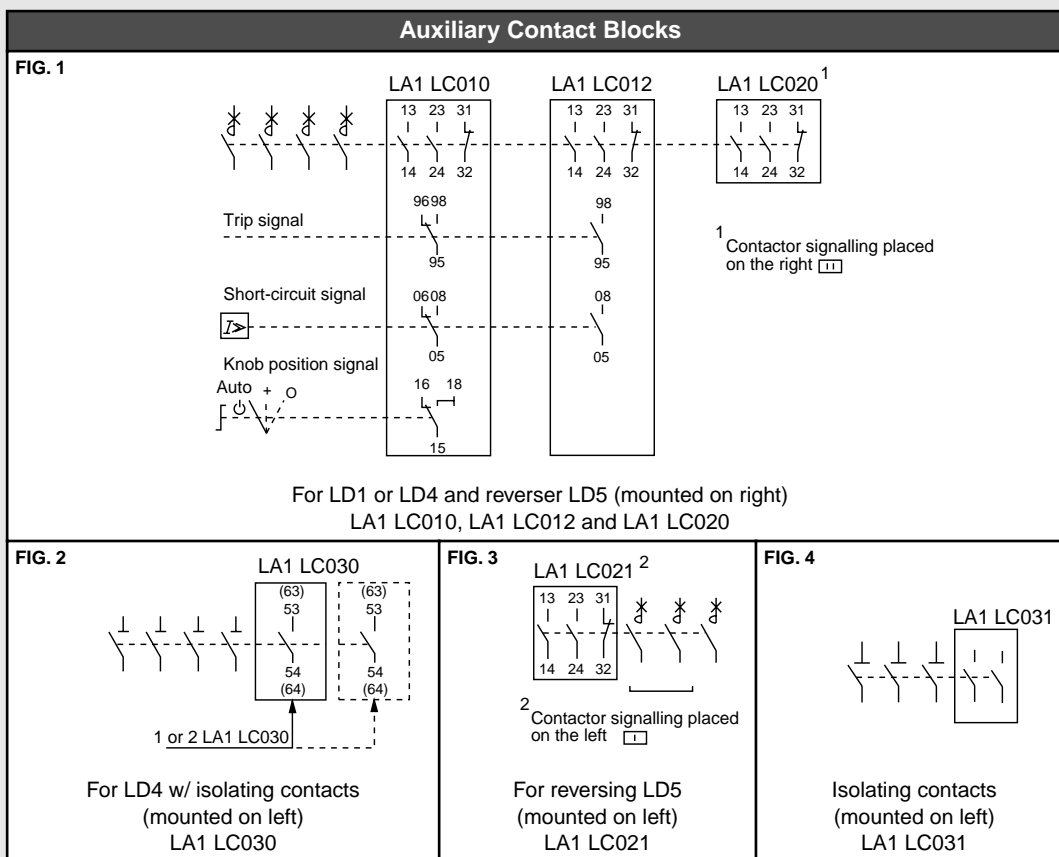 Auxiliary Contact Blocks
FIG. 1
LA1 LC010 LA1 LC012 LA1 LC020 1
13 23 31 13 23 31 13 23 31
14 24 32 14 24 32 14 24 32
96 98 98
Trip signal
95 95
1 Contactor signalling placed
on the right
Short-circuit signal
06 08 08
I>
05 05
Knob position signal
Auto + O
16 18
15
For LD1 or LD4 and reverser LD5 (mounted on right)
LA1 LC010, LA1 LC012 and LA1 LC020
FIG. 2
LA1 LC030
(63) (63)
53 53
54 54
(64) (64)
1 or 2 LA1 LC030
For LD4 w/ isolating contacts
(mounted on left)
LA1 LC030
FIG. 3
LA1 LC021 2
13 23 31
14 24 32
2 Contactor signalling placed
on the left
For reversing LD5
(mounted on left)
LA1 LC021
FIG. 4
LA1 LC031
Isolating contacts
(mounted on left)
LA1 LC031